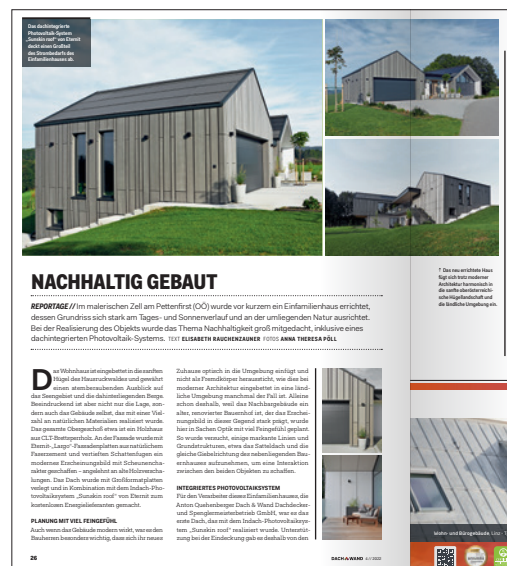 Das dachintegrierte
Photovoltaik-System
„Sunskin roof“ von Eternit
deckt einen Großteil
des Strombedarfs des
Einfamilienhauses ab.
↑ Das neu errichtete Haus
fügt sich trotz moderner
Architektur harmonisch in
die sanfte oberösterreichi-
sche Hügellandschaft und
die ländliche Umgebung ein.
NACHHALTIG GEBAUT
REPORTAGE // Im malerischen Zell am Pettenfirst (OÖ) wurde vor kurzem ein Einfamilienhaus errichtet,
dessen Grundriss sich stark am Tages- und Sonnenverlauf und an der umliegenden Natur ausrichtet.
Bei der Realisierung des Objekts wurde das Thema Nachhaltigkeit groß mitgedacht, inklusive eines
dachintegrierten Photovoltaik-Systems. TEXT ELISABETH RAUCHENZAUNER FOTOS ANNA THERESA PÖLL
Das Wohnhaus ist eingebettet in die sanften
Hügel des Hausruckwaldes und gewährt
einen atemberaubenden Ausblick auf
das Seengebiet und die dahinterliegenden Berge.
Beeindruckend ist aber nicht nur die Lage, son-
dern auch das Gebäude selbst, das mit einer Viel-
zahl an natürlichen Materialien realisiert wurde.
Das gesamte Obergeschoß etwa ist ein Holzhaus
aus CLT-Brettsperrholz. An der Fassade wurde mit
Eternit-„Largo“-Fassadenplatten aus natürlichem
Faserzement und vertieften Schattenfugen ein
modernes Erscheinungsbild mit Scheunencha-
rakter geschaffen – angelehnt an alte Holzverscha-
lungen. Das Dach wurde mit Großformatplatten
verlegt und in Kombination mit dem Indach-Pho-
tovoltaiksystem „Sunskin roof“ von Eternit zum
kostenlosen Energielieferanten gemacht.
PLANUNG MIT VIEL FEINGEFÜHL
Auch wenn das Gebäude modern wirkt, war es den
Bauherren besonders wichtig, dass sich ihr neues
Zuhause optisch in die Umgebung einfügt und
nicht als Fremdkörper heraussticht, wie dies bei
moderner Architektur eingebettet in eine länd-
liche Umgebung manchmal der Fall ist. Alleine
schon deshalb, weil das Nachbargebäude ein
alter, renovierter Bauernhof ist, der das Erschei-
nungsbild in dieser Gegend stark prägt, wurde
hier in Sachen Optik mit viel Feingefühl geplant.
So wurde versucht, einige markante Linien und
Grundstrukturen, etwa das Satteldach und die
gleiche Giebelrichtung des nebenliegenden Bau-
ernhauses aufzunehmen, um eine Interaktion
zwischen den beiden Objekten zu schaffen.
INTEGRIERTES PHOTOVOLTAIKSYSTEM
Für den Verarbeiter dieses Einfamilienhauses, die
Anton Quehenberger Dach & Wand Dachdecker-
und Spenglermeisterbetrieb GmbH, war es das
erste Dach, das mit dem Indach-Photovoltaiksys-
tem „Sunskin roof“ realisiert wurde. Unterstüt-
zung bei der Eindeckung gab es deshalb von den
26
DACH & WAND
Wohn- und Bürogebäude, Linz